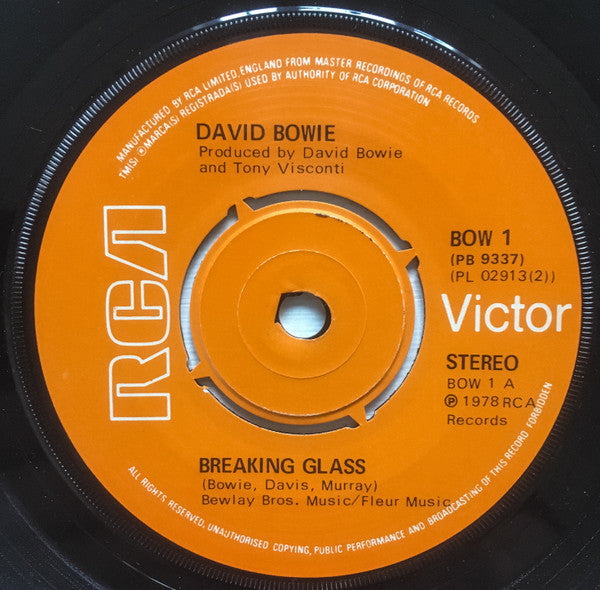 MANUFACTURED BY RCA LIMITED, ENGLAND FROM MASTER RECORDINGS OF RCA RECORDS
TM(S) ® MARCA(S) REGISTRADA(S) USED BY AUTHORITY OF RCA CORPORATION
DAVID BOWIE
Produced by David Bowie
and Tony Visconti
RCA
BOW 1
(PB 9337)
(PL 02913(2))
Victor
STEREO
BOW 1 A
℗ 1978 RCA
Records
BREAKING GLASS
(Bowie, Davis, Murray)
Bewlay Bros. Music/Fleur Music
ALL RIGHTS RESERVED, UNAUTHORISED COPYING, PUBLIC PERFORMANCE AND BROADCASTING OF THIS RECORD FORBIDDEN